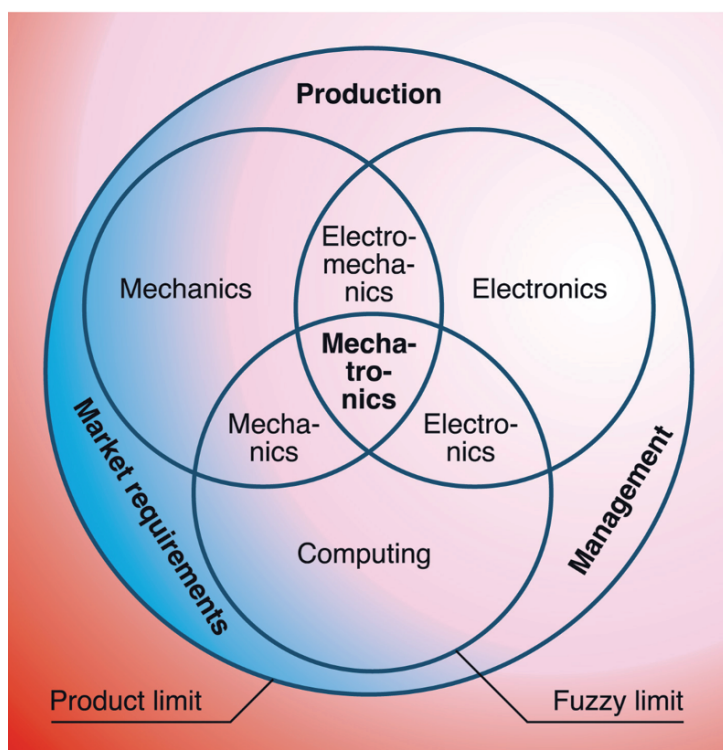 Production
Electro-
mecha-
nics
Mechanics
Electronics
Mecha-
tro-
nics
Mecha-
nics
Electro-
nics
Market requirements
Management
Computing
Product limit
Fuzzy limit